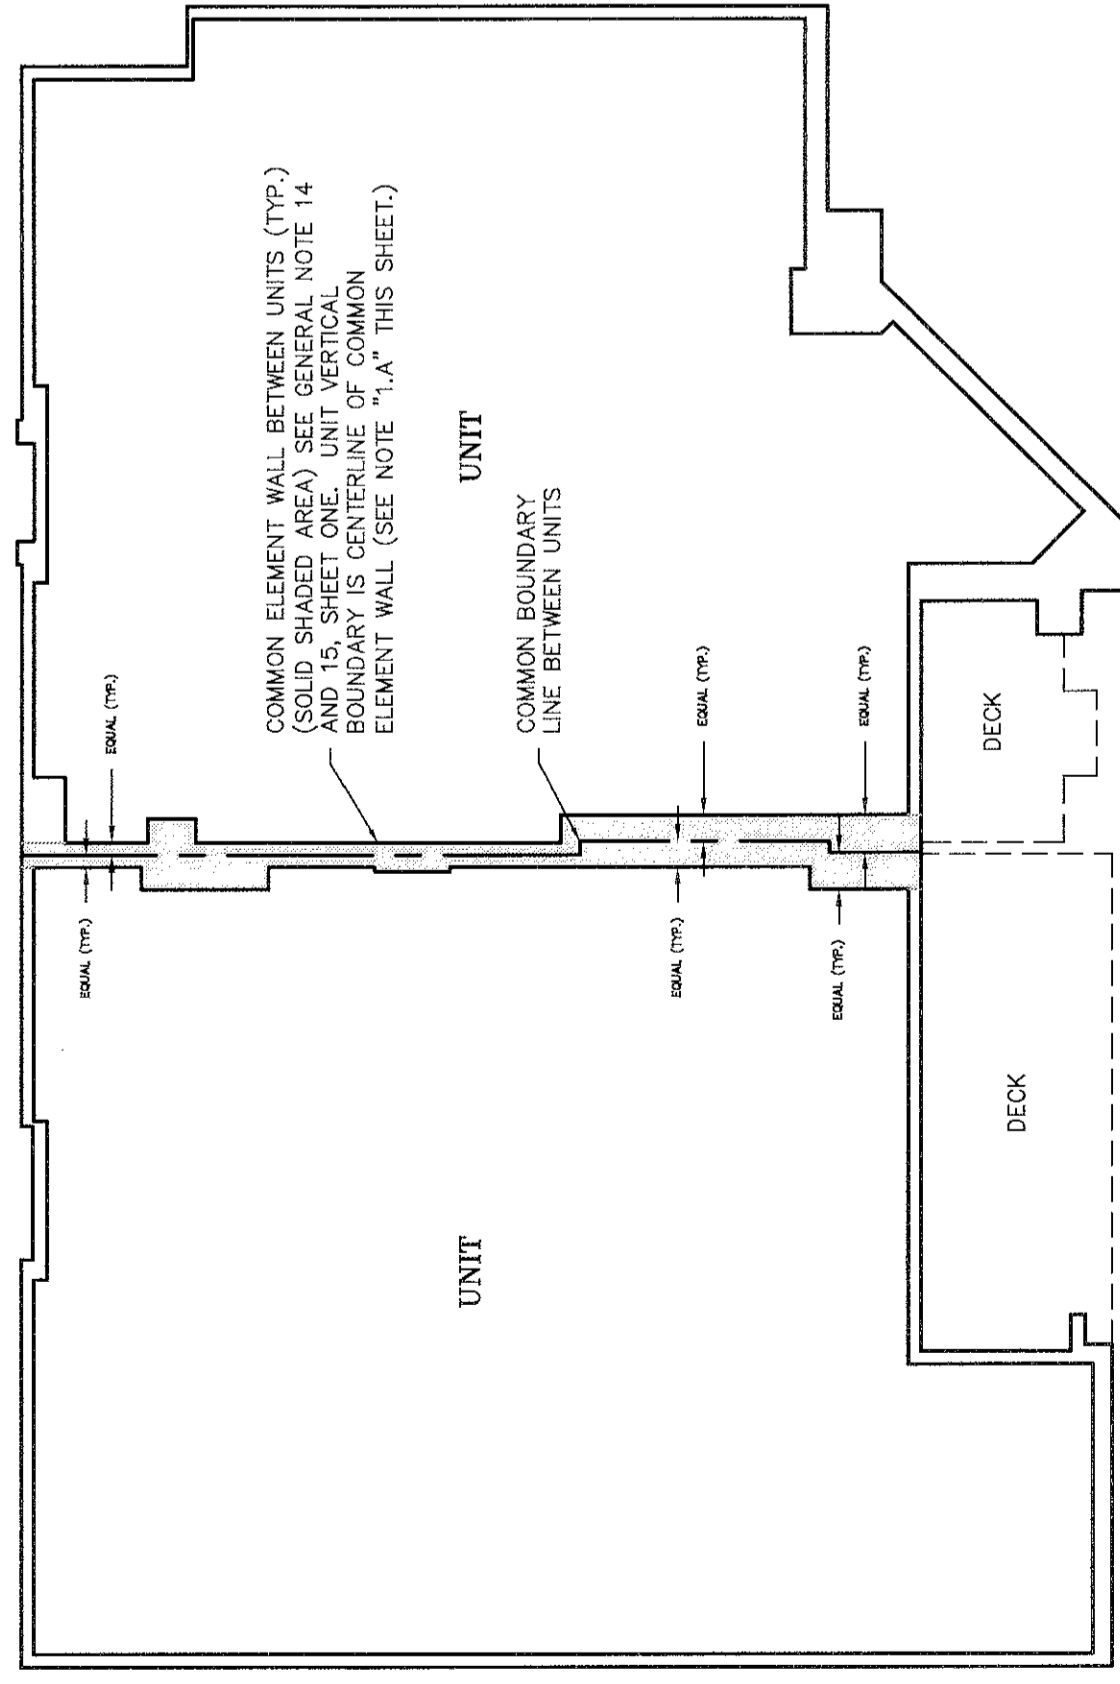 COMMON ELEMENT WALL BETWEEN UNITS (TYP.)
(SOLID SHADED AREA) SEE GENERAL NOTE 14
AND 15, SHEET ONE. UNIT VERTICAL
BOUNDARY IS CENTERLINE OF COMMON
ELEMENT WALL (SEE NOTE "1.A" THIS SHEET.)
EQUAL (TYP.)
EQUAL (TYP.)
UNIT
UNIT
COMMON BOUNDARY
LINE BETWEEN UNITS
EQUAL (TYP.)
EQUAL (TYP.)
EQUAL (TYP.)
EQUAL (TYP.)
DECK
DECK